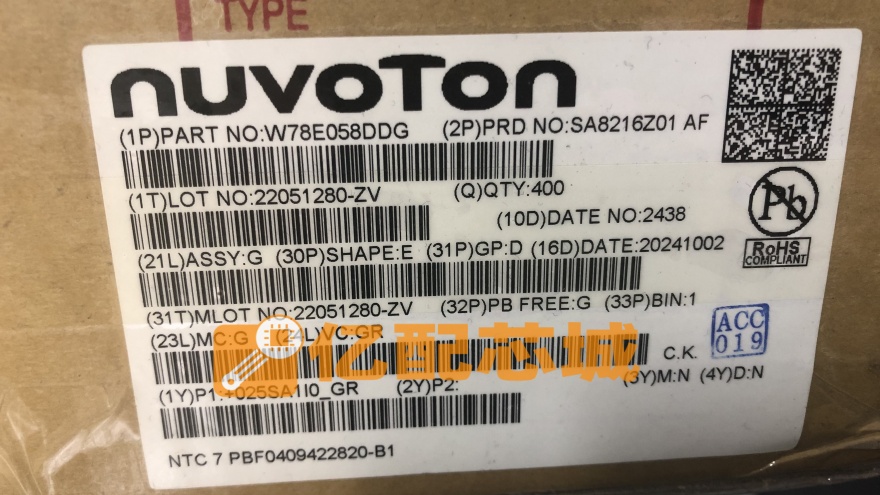 TYPE
nuvoTon
(1P)PART NO:W78E058DDG (2P)PRD NO:SA8216Z01 AF
(1T)LOT NO:22051280-ZV (Q)QTY:400
(10D)DATE NO:2438
Pb
(21L)ASSY:G (30P)SHAPE:E (31P)GP:D (16D)DATE:20241002
RoHS
COMPLIANT
(31T)MLOT NO:22051280-ZV (32P)PB FREE:G (33P)BIN:1
(23L)MC:G (24L)VC:GR
亿配芯城
C.K.
ACC
019
(1Y)P1:+025SA1I0_GR (2Y)P2: (3Y)M:N (4Y)D:N
NTC 7 PBF0409422820-B1